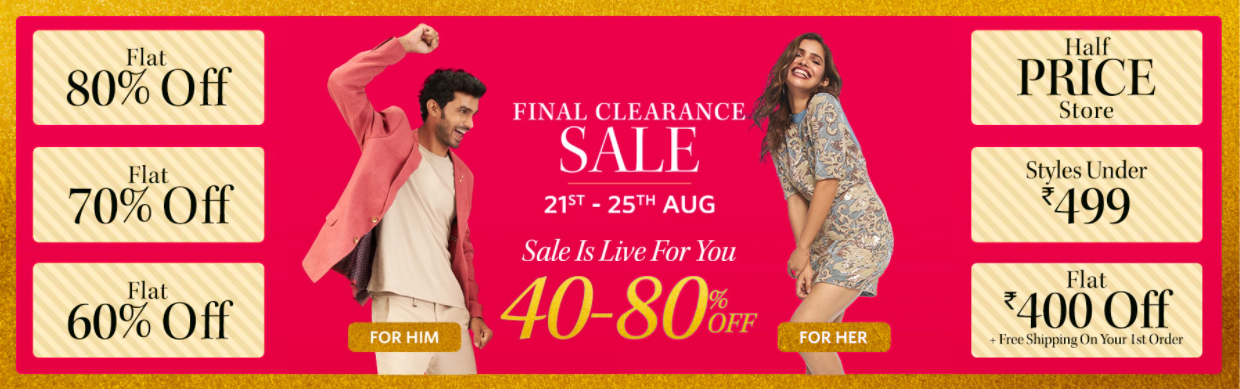 Flat
80% Off
Flat
70% Off
Flat
60% Off
FINAL CLEARANCE
SALE
21ST - 25TH AUG
Sale Is Live For You
40-80% OFF
FOR HIM
FOR HER
Half
PRICE
Store
Styles Under
₹499
Flat
₹400 Off
+ Free Shipping On Your 1st Order